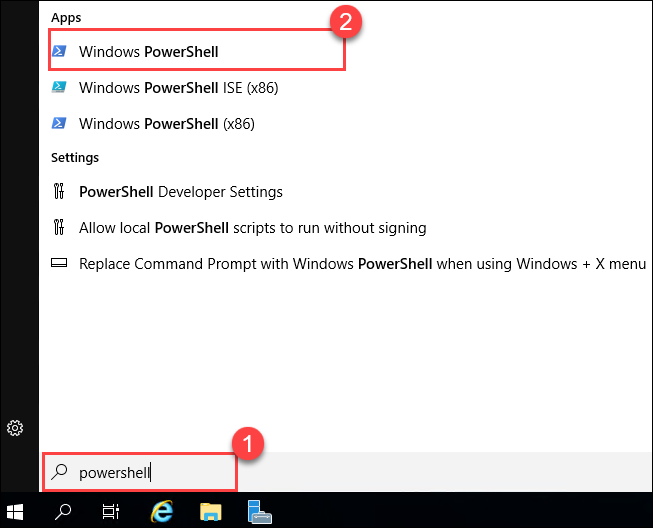 Apps
2
Windows PowerShell
Windows PowerShell ISE (x86)
Windows PowerShell (x86)
Settings
PowerShell Developer Settings
Allow local PowerShell scripts to run without signing
Replace Command Prompt with Windows PowerShell when using Windows + X menu
1
powershell